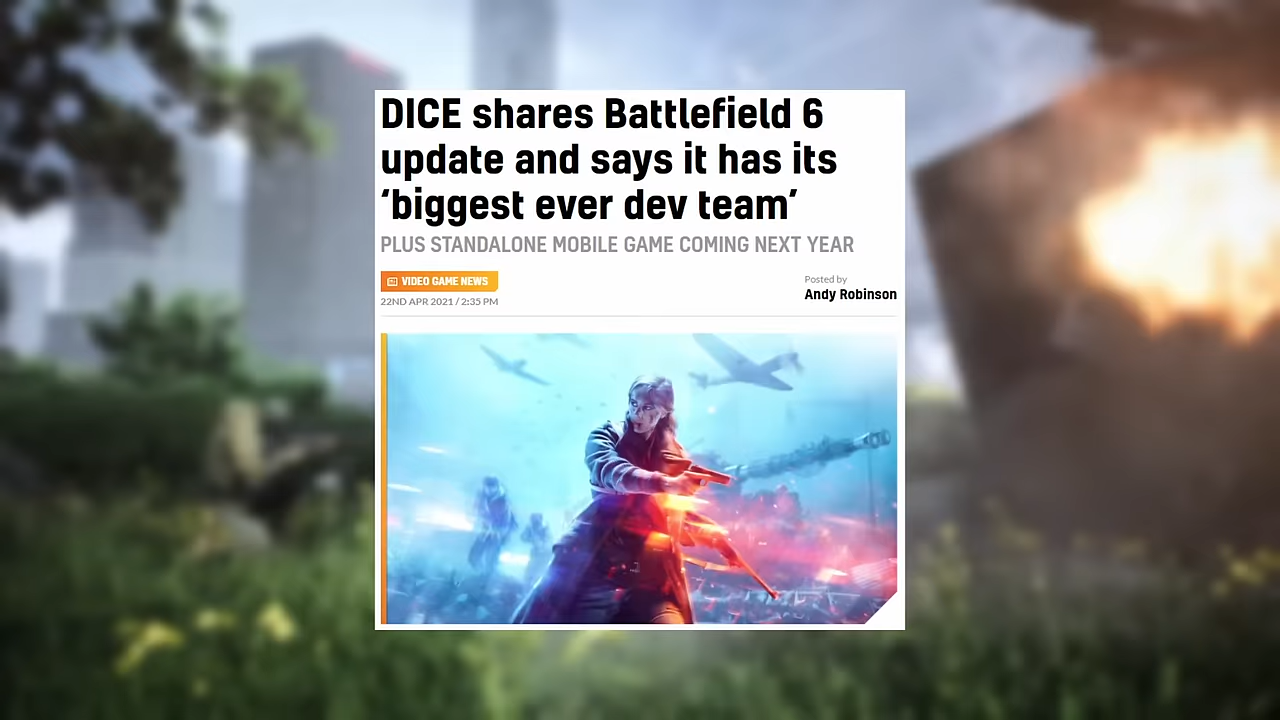 DICE shares Battlefield 6
update and says it has its
‘biggest ever dev team’
PLUS STANDALONE MOBILE GAME COMING NEXT YEAR
VIDEO GAME NEWS
22ND APR 2021 / 2:35 PM
Posted by
Andy Robinson